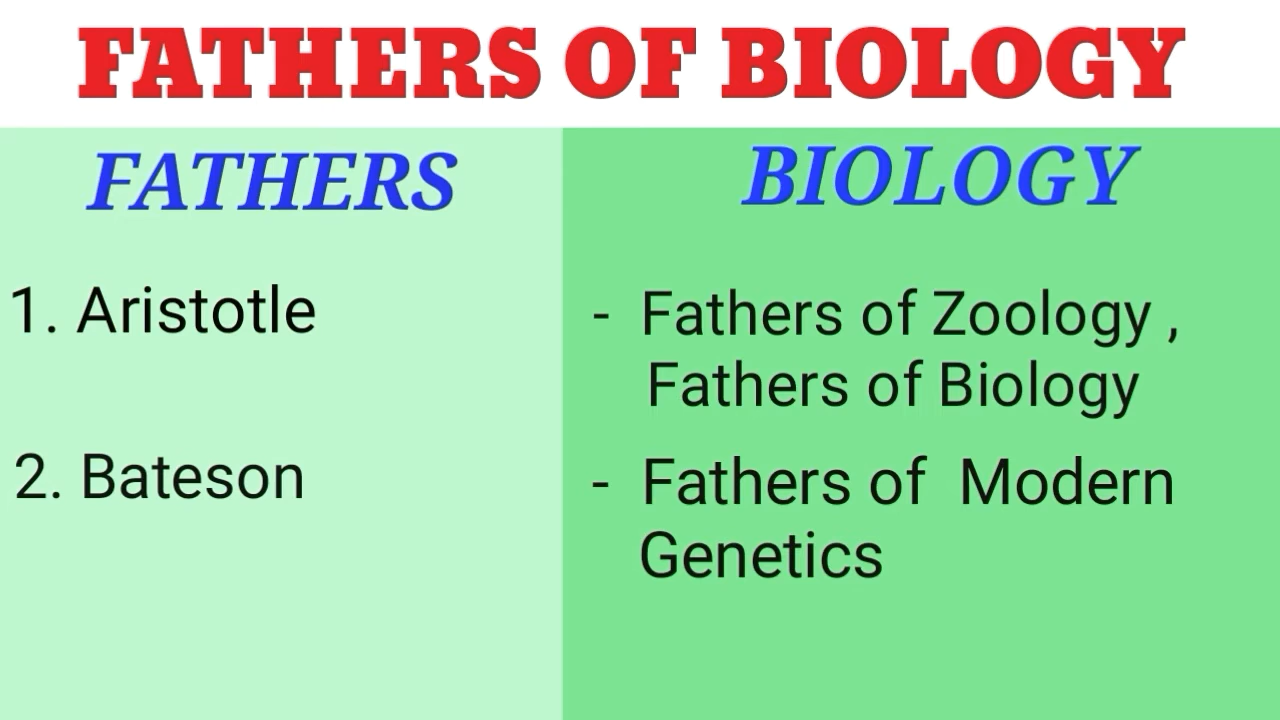 FATHERS OF BIOLOGY
FATHERS
BIOLOGY
1. Aristotle
- Fathers of Zoology ,
Fathers of Biology
2. Bateson
- Fathers of Modern
Genetics